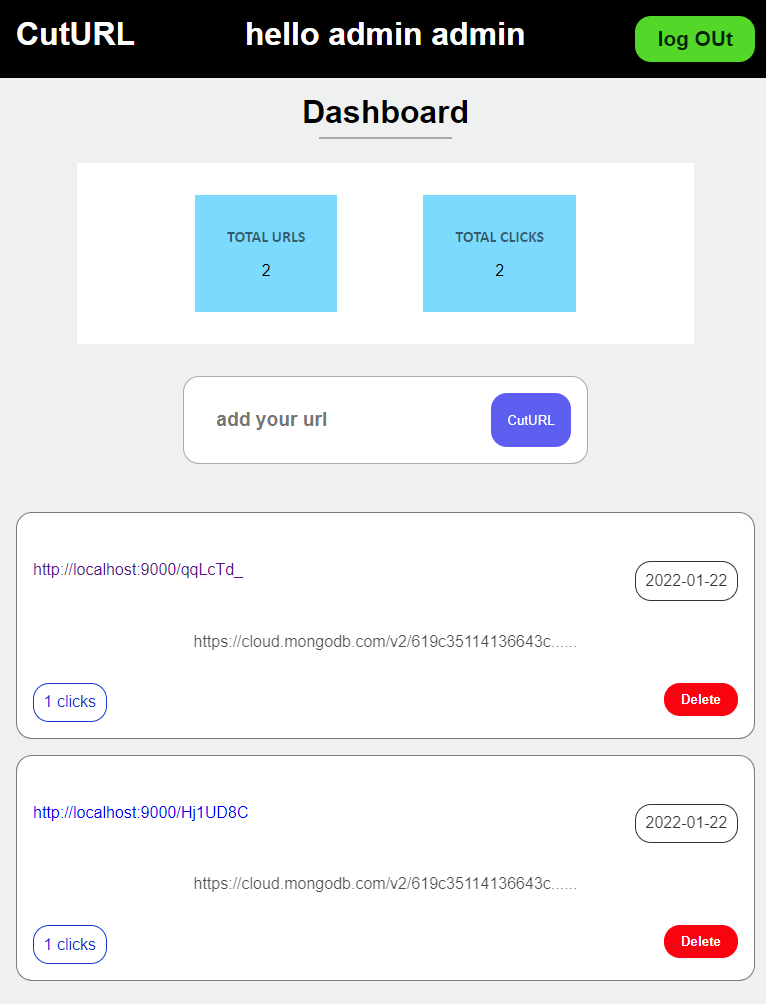 CutURL
hello admin admin
log OUt
Dashboard
TOTAL URLS
2
TOTAL CLICKS
2
add your url
CutURL
http://localhost:9000/qqLcTd_
2022-01-22
https://cloud.mongodb.com/v2/619c35114136643c......
1 clicks
Delete
http://localhost:9000/Hj1UD8C
2022-01-22
https://cloud.mongodb.com/v2/619c35114136643c......
1 clicks
Delete